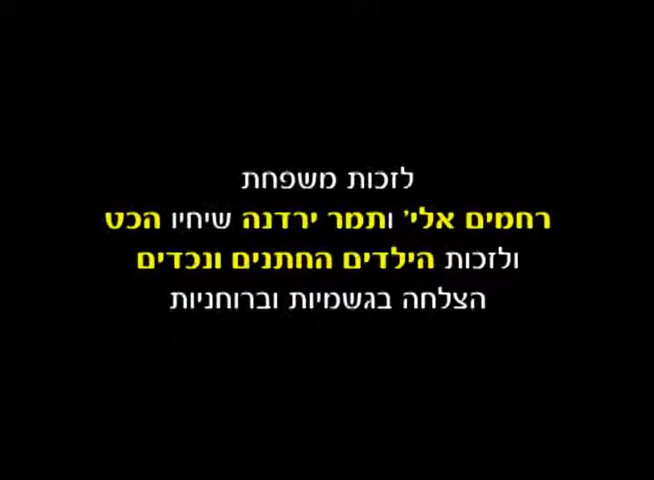 לזכות משפחת
רחמים אלי' ותמר ירדנה שיחיו הכט
ולזכות הילדים החתנים ונכדים
הצלחה בגשמיות וברוחניות